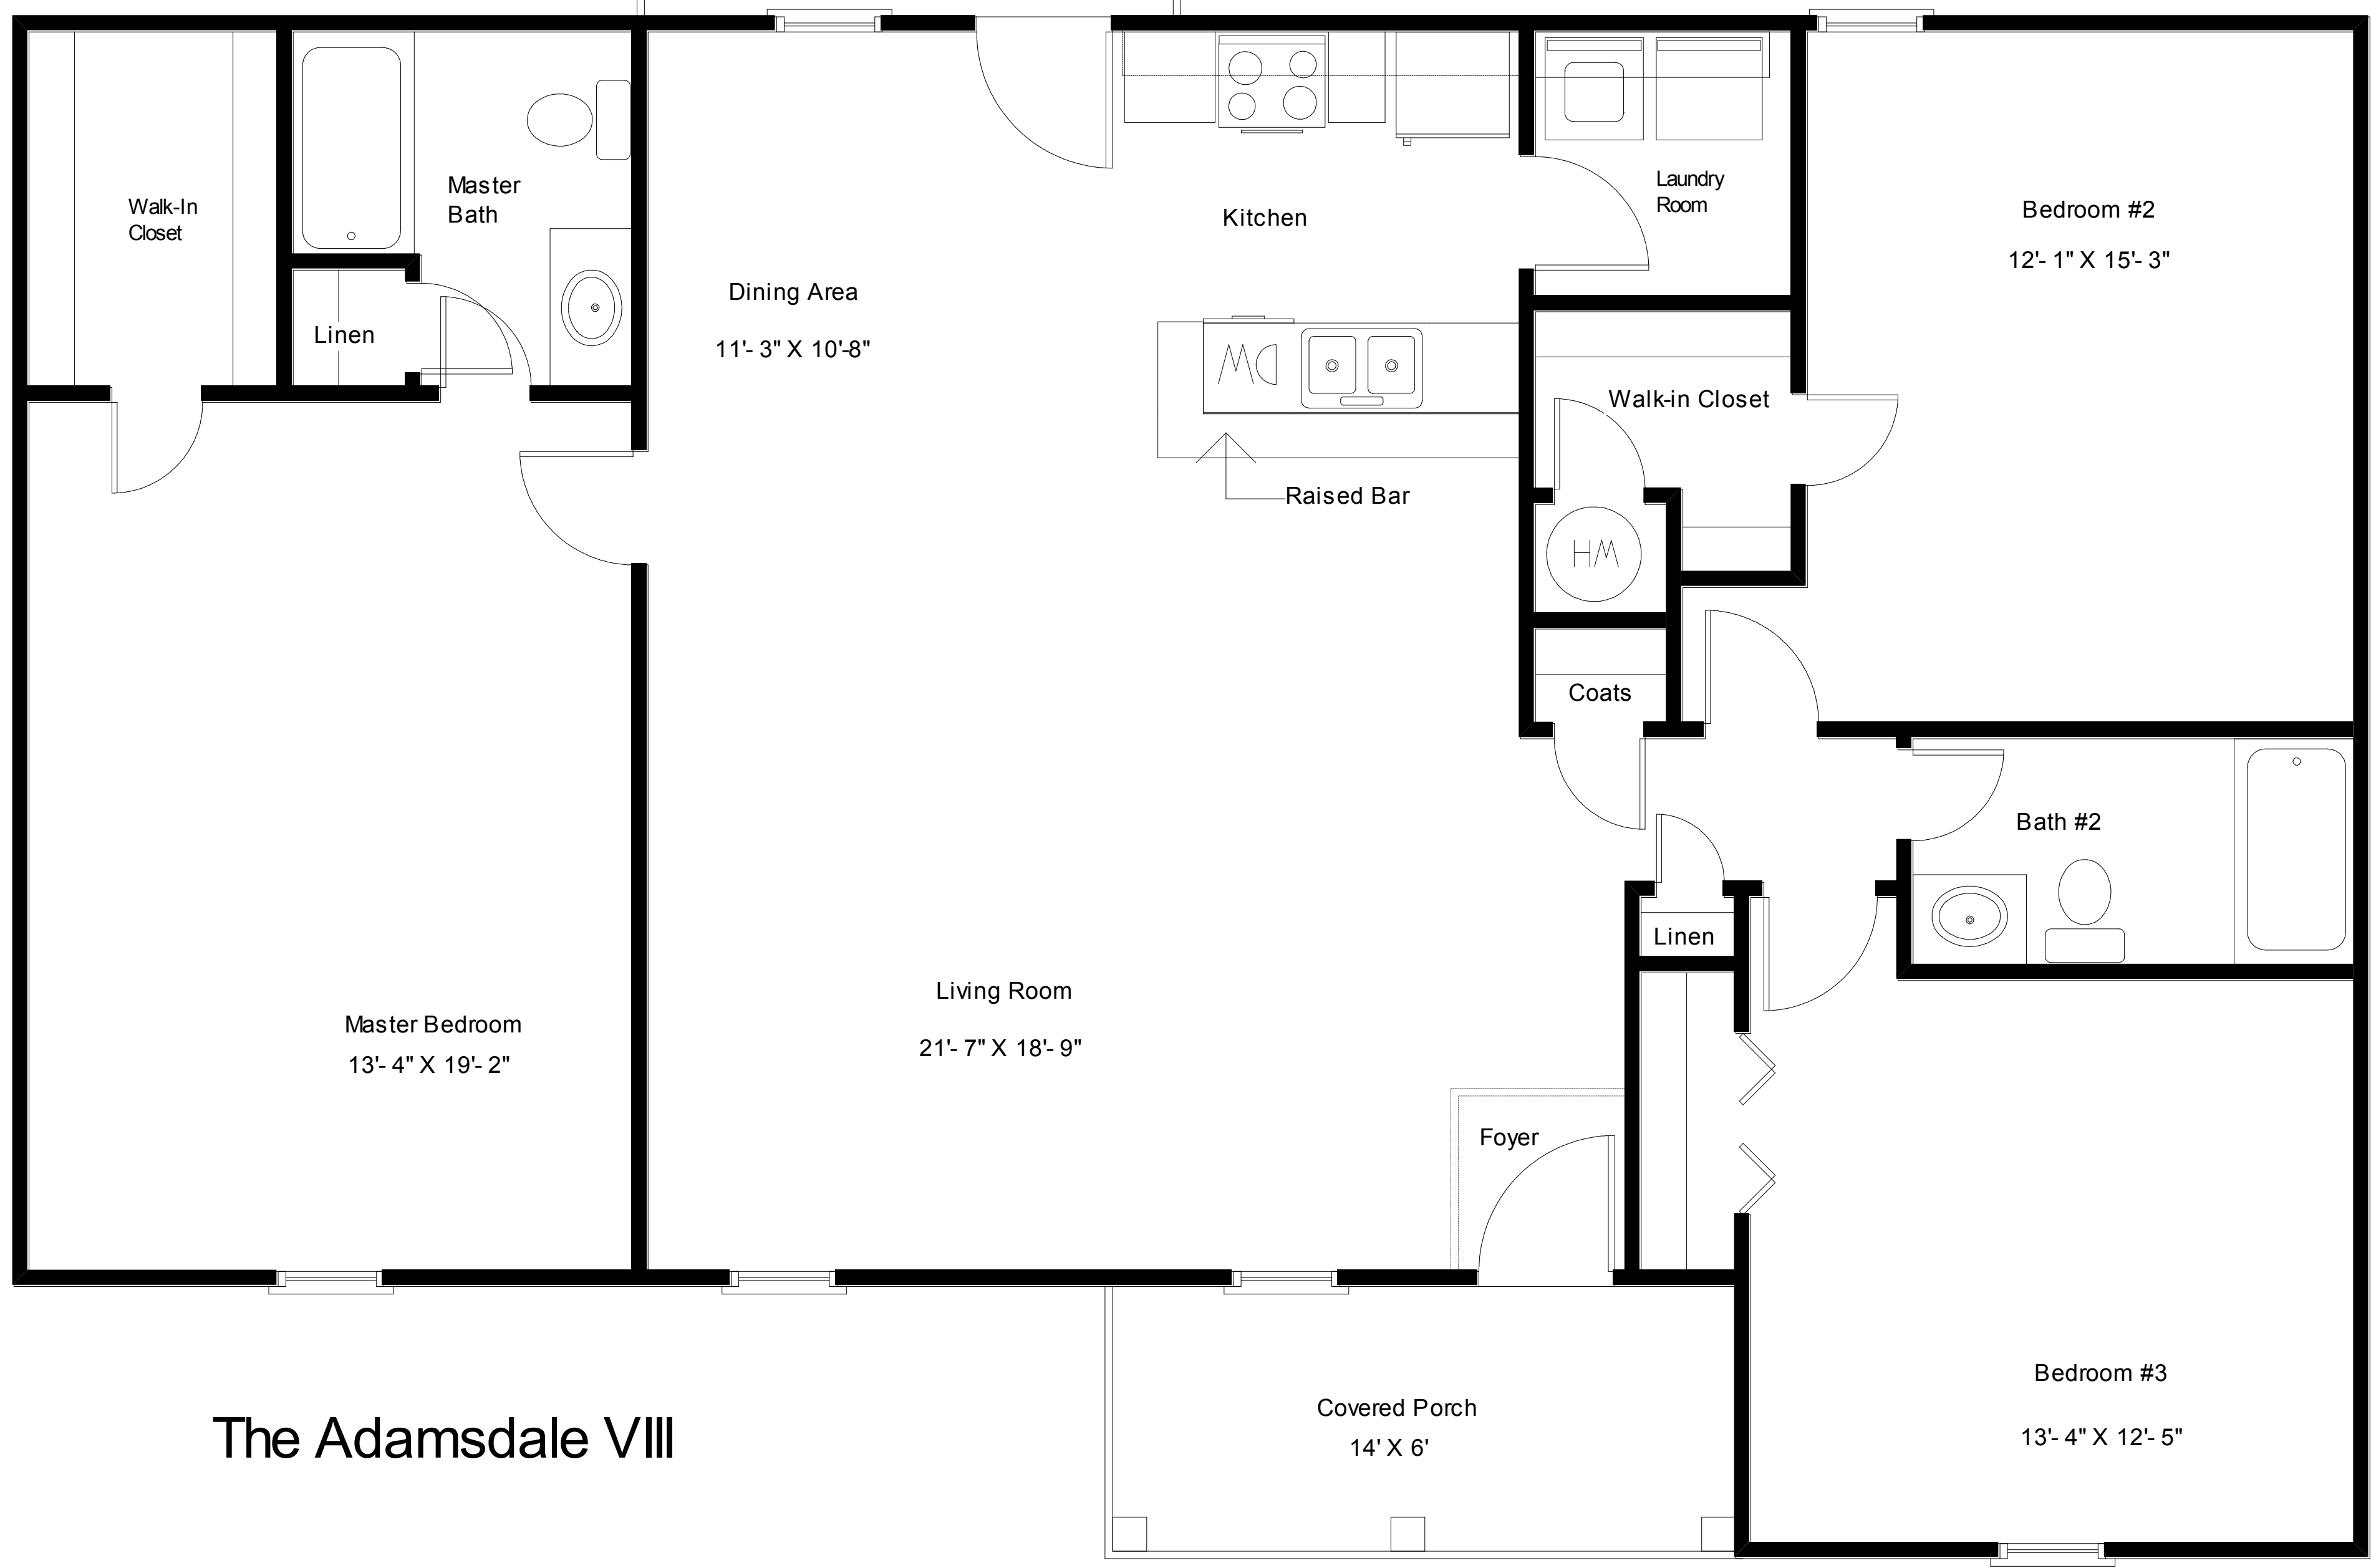 Walk-In
Closet
Master
Bath
Linen
Dining Area
11'- 3" X 10'-8"
Kitchen
Laundry
Room
Bedroom #2
12'- 1" X 15'- 3"
Walk-in Closet
DW
Raised Bar
WH
Coats
Bath #2
Linen
Living Room
21'- 7" X 18'- 9"
Master Bedroom
13'- 4" X 19'- 2"
Foyer
Bedroom #3
13'- 4" X 12'- 5"
Covered Porch
14' X 6'
The Adamsdale VIII